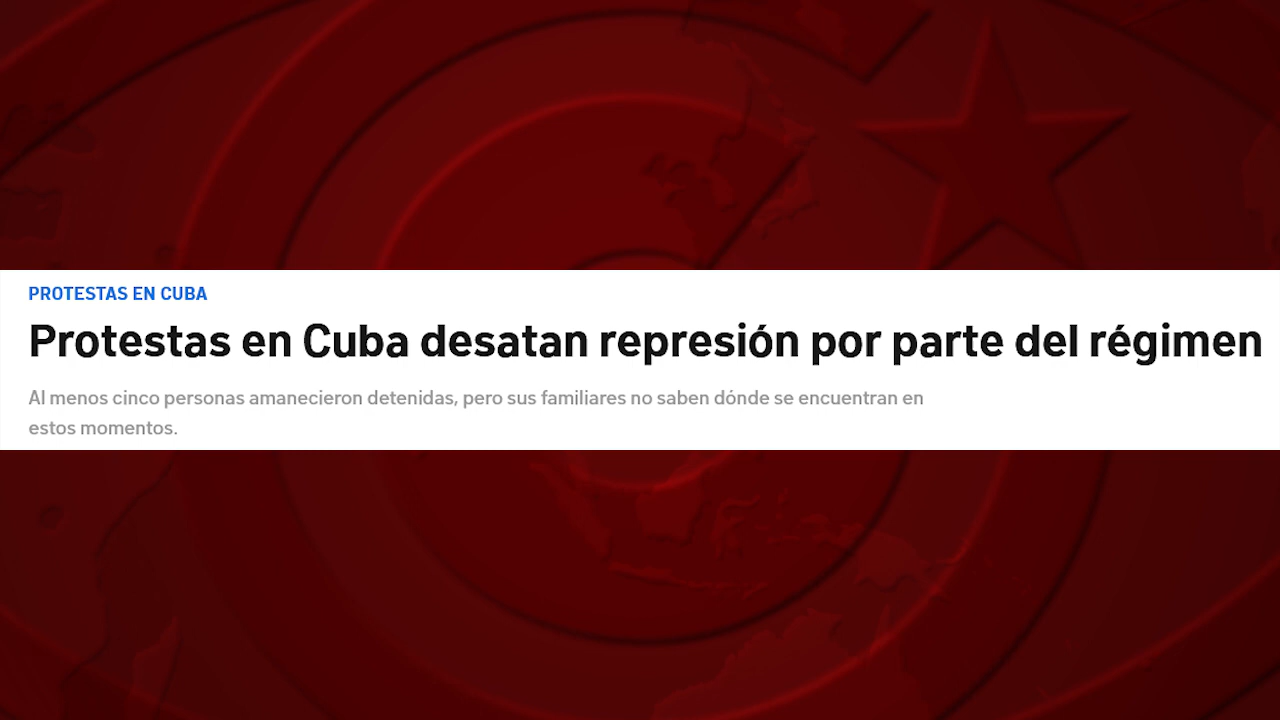 PROTESTAS EN CUBA
Protestas en Cuba desatan represión por parte del régimen
Al menos cinco personas amanecieron detenidas, pero sus familiares no saben dónde se encuentran en
estos momentos.